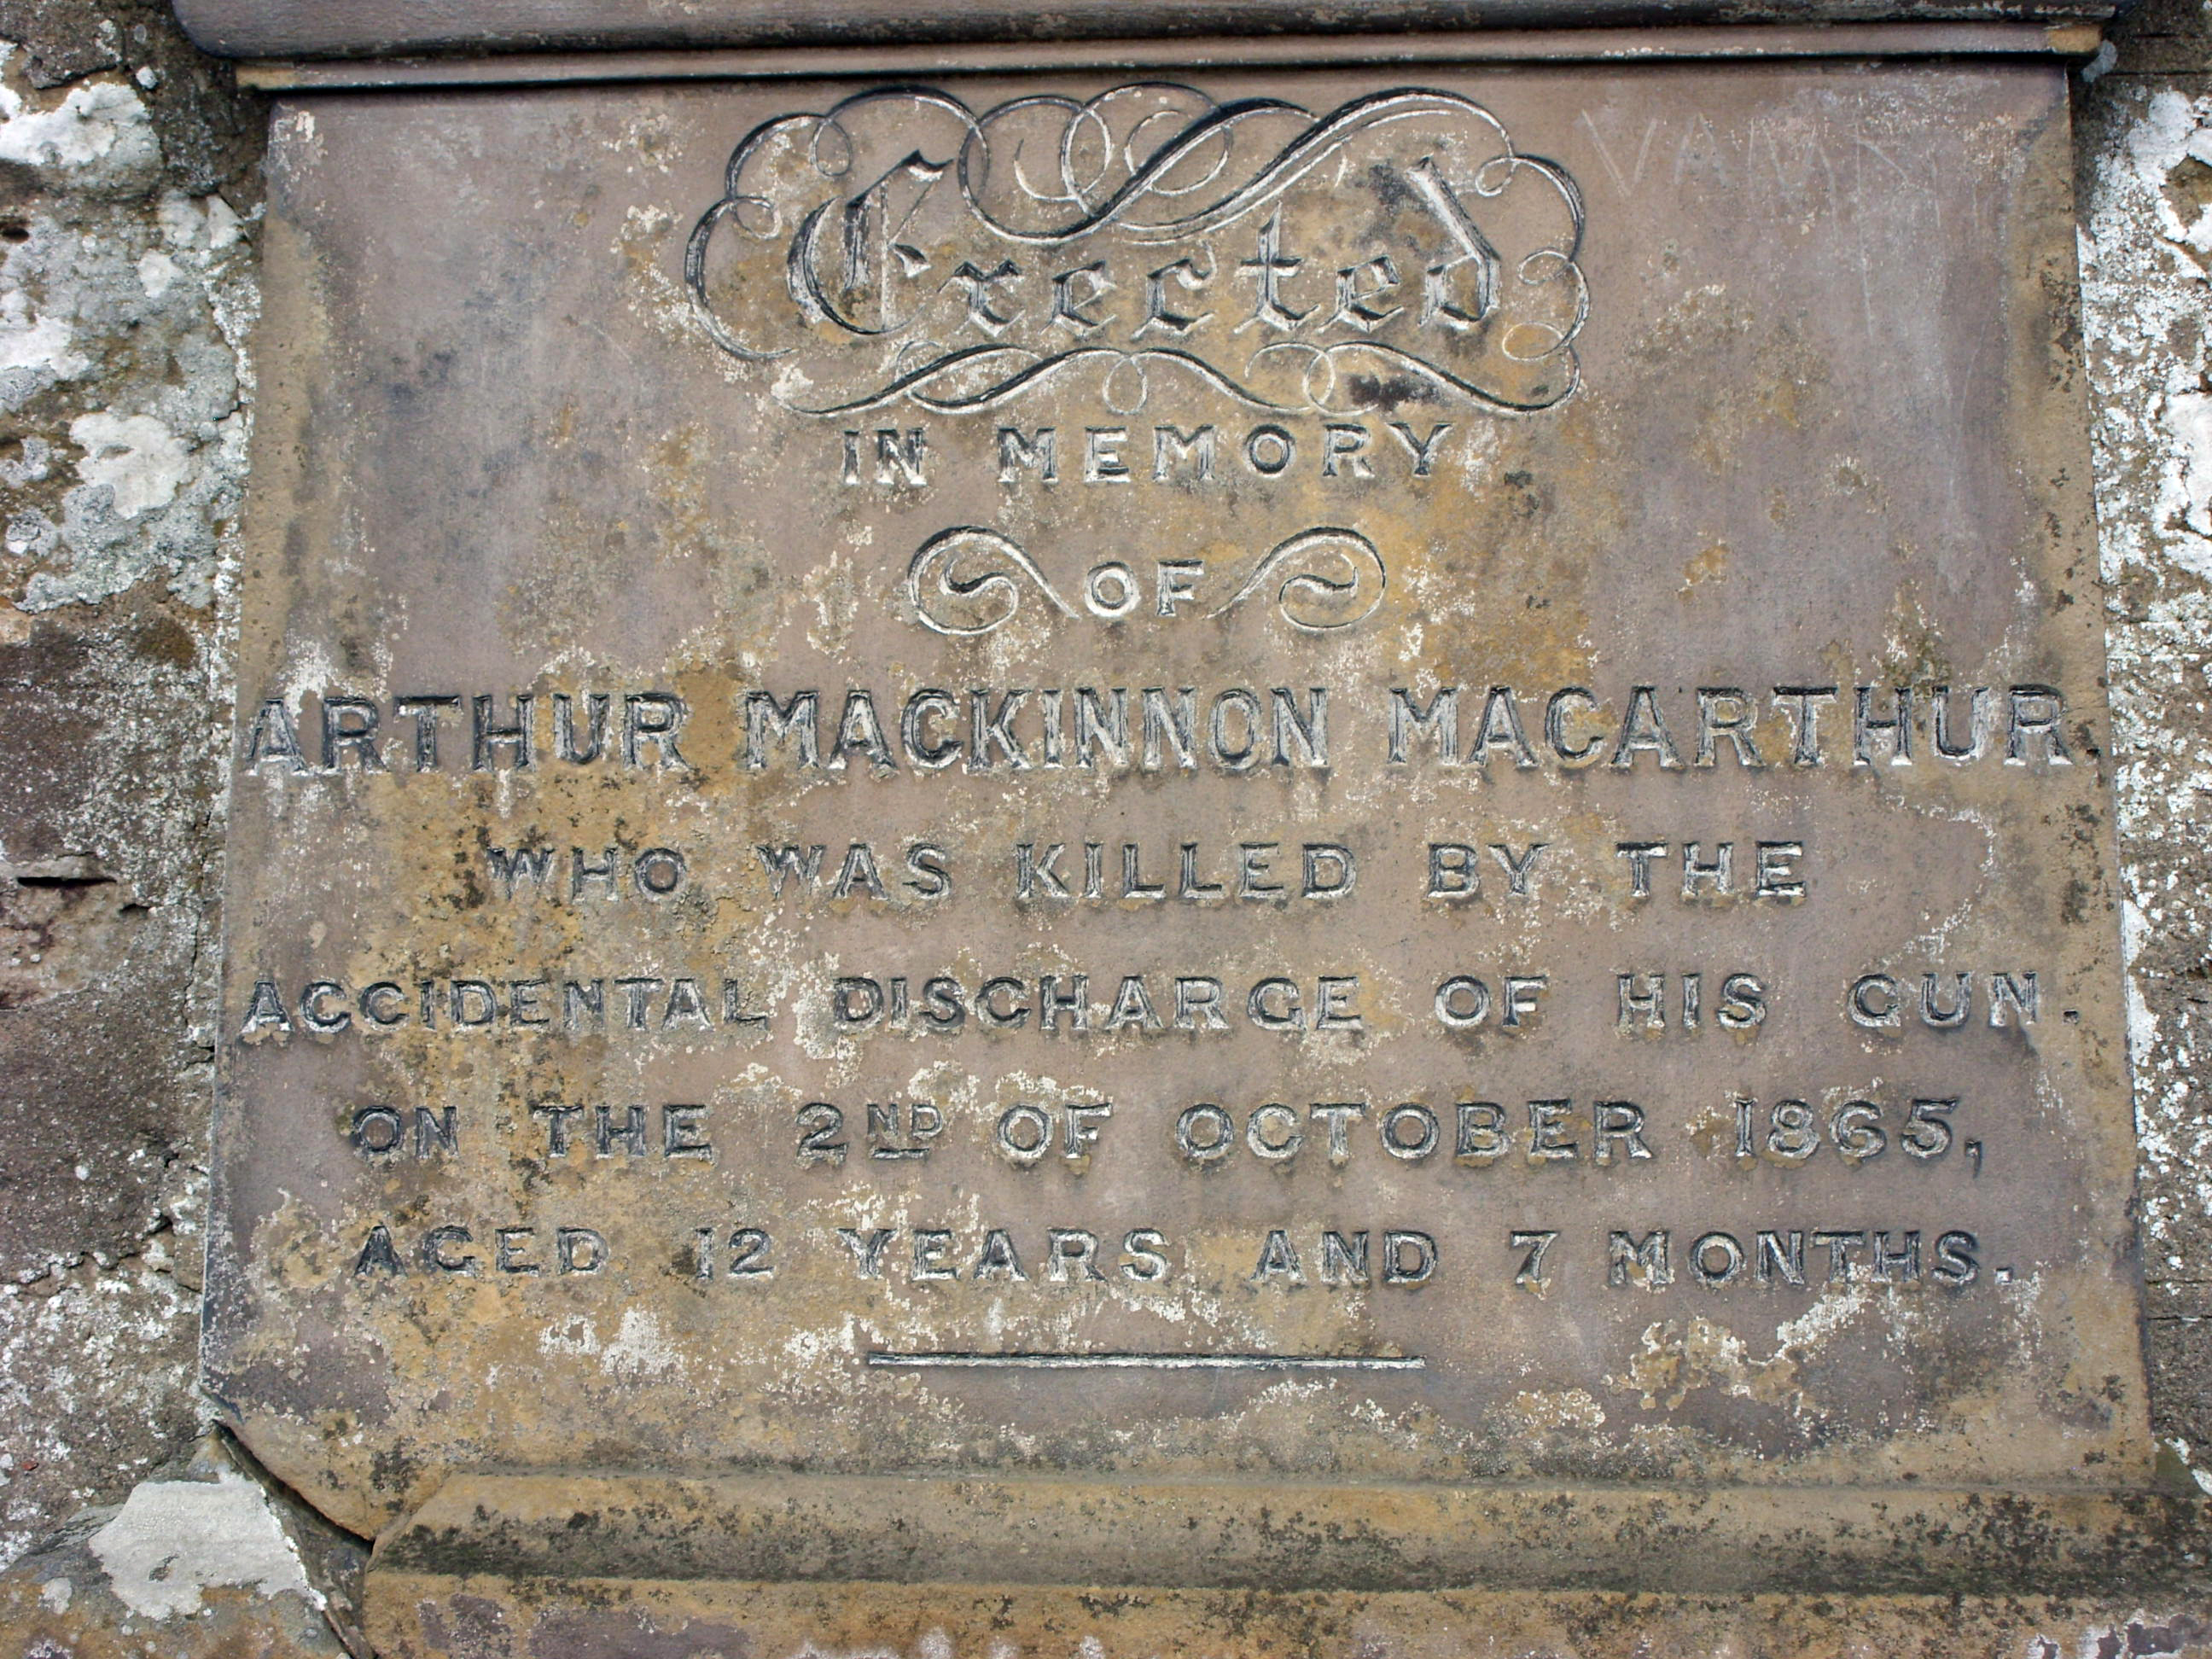 Erected
IN MEMORY
OF
ARTHUR MACKINNON MACARTHUR
WHO WAS KILLED BY THE
ACCIDENTAL DISCHARGE OF HIS GUN.
ON THE 2ND OF OCTOBER 1865,
AGED 12 YEARS AND 7 MONTHS.